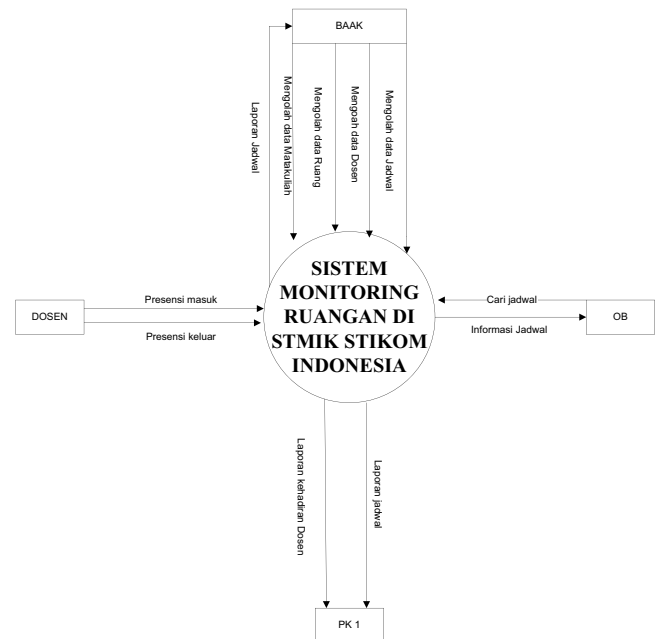 BAAK
Laporan Jadwal
Mengolah data Matakuliah
Mengolah data Ruang
Mengoah data Dosen
Mengolah data Jadwal
SISTEM
MONITORING
RUANGAN DI
STMIK STIKOM
INDONESIA
DOSEN
Presensi masuk
Presensi keluar
Cari jadwal
Informasi Jadwal
OB
Laporan kehadiran Dosen
Laporan jadwal
PK 1